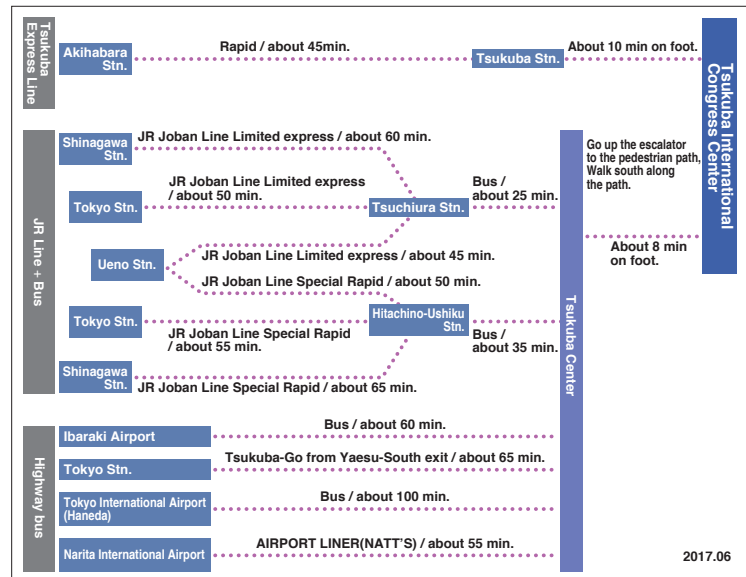 Tsukuba
Express Line
Akihabara
Stn.
Rapid / about 45min.
Tsukuba Stn.
About 10 min on foot.
Tsukuba International
Congress Center
JR Line + Bus
Shinagawa
Stn.
JR Joban Line Limited express / about 60 min.
Tokyo Stn.
JR Joban Line Limited express
/ about 50 min.
Tsuchiura Stn.
Bus /
about 25 min.
Go up the escalator
to the pedestrian path,
Walk south along
the path.
About 8 min
on foot.
Ueno Stn.
JR Joban Line Limited express / about 45 min.
JR Joban Line Special Rapid / about 50 min.
Tokyo Stn.
JR Joban Line Special Rapid
/ about 55 min.
Hitachino-Ushiku
Stn.
Bus /
about 35 min.
Tsukuba Center
Shinagawa
Stn.
JR Joban Line Special Rapid / about 65 min.
Highway bus
Ibaraki Airport
Bus / about 60 min.
Tokyo Stn.
Tsukuba-Go from Yaesu-South exit / about 65 min.
Tokyo International Airport
(Haneda)
Bus / about 100 min.
Narita International Airport
AIRPORT LINER(NATT'S) / about 55 min.
2017.06